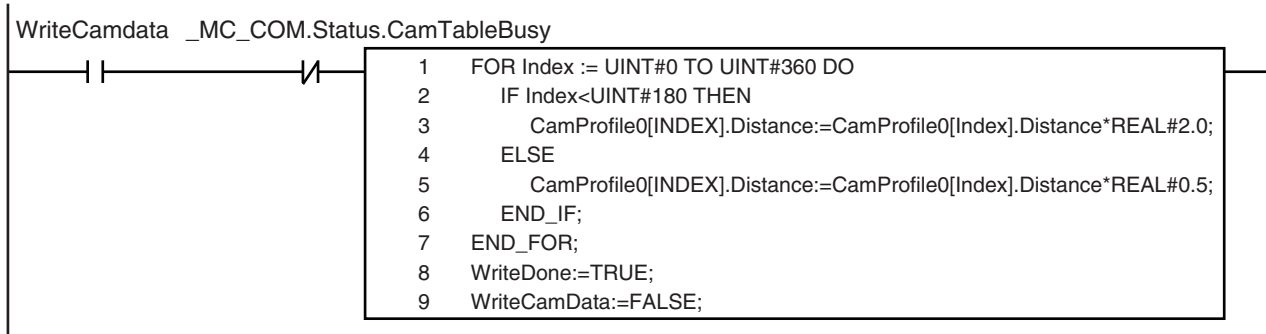 WriteCamdata _MC_COM.Status.CamTableBusy
1 FOR Index := UINT#0 TO UINT#360 DO
2 IF Index<UINT#180 THEN
3 CamProfile0[INDEX].Distance:=CamProfile0[Index].Distance*REAL#2.0;
4 ELSE
5 CamProfile0[INDEX].Distance:=CamProfile0[Index].Distance*REAL#0.5;
6 END_IF;
7 END_FOR;
8 WriteDone:=TRUE;
9 WriteCamData:=FALSE;